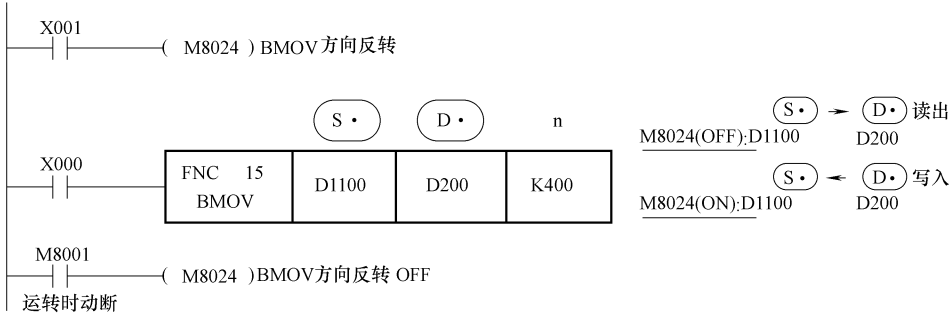 X001
( M8024 ) BMOV方向反转
S· D· n
S· → D· 读出
M8024(OFF):D1100 D200
X000
FNC 15 BMOV D1100 D200 K400
S· ← D· 写入
M8024(ON):D1100 D200
M8001
( M8024 ) BMOV方向反转 OFF
运转时动断